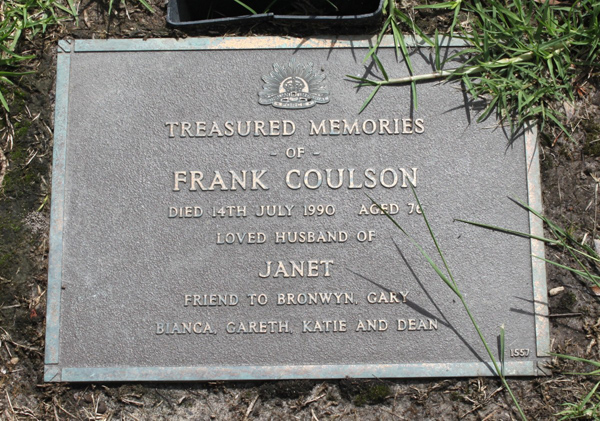 TREASURED MEMORIES
- OF -
FRANK COULSON
DIED 14TH JULY 1990 AGED 76
LOVED HUSBAND OF
JANET
FRIEND TO BRONWYN, GARY
BIANCA, GARETH, KATIE AND DEAN
1557